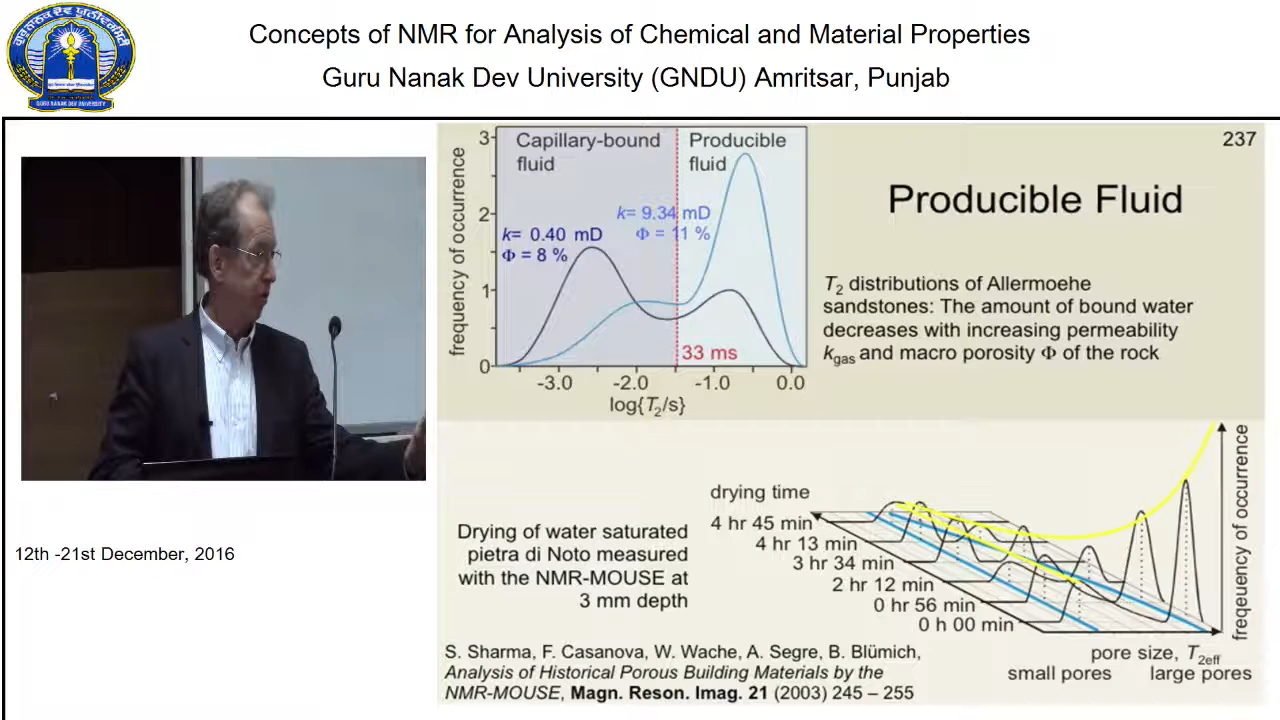 Concepts of NMR for Analysis of Chemical and Material Properties
Guru Nanak Dev University (GNDU) Amritsar, Punjab
GURU NANAK DEV UNIVERSITY
12th -21st December, 2016
237
Producible Fluid
Capillary-bound fluid
Producible fluid
k= 9.34 mD
Φ = 11 %
k= 0.40 mD
Φ = 8 %
33 ms
frequency of occurrence
3
2
1
0
-3.0 -2.0 -1.0 0.0
log{T₂/s}
T₂ distributions of Allermoehe
sandstones: The amount of bound water
decreases with increasing permeability
kgas and macro porosity Φ of the rock
Drying of water saturated
pietra di Noto measured
with the NMR-MOUSE at
3 mm depth
drying time
4 hr 45 min
4 hr 13 min
3 hr 34 min
2 hr 12 min
0 hr 56 min
0 h 00 min
freqeuency of occurrence
pore size, T2eff
small pores large pores
S. Sharma, F. Casanova, W. Wache, A. Segre, B. Blümich,
Analysis of Historical Porous Building Materials by the
NMR-MOUSE, Magn. Reson. Imag. 21 (2003) 245 – 255